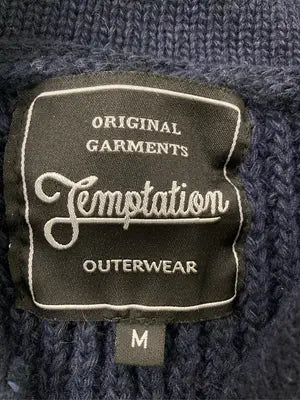 ORIGINAL
GARMENTS
Temptation
OUTERWEAR
M